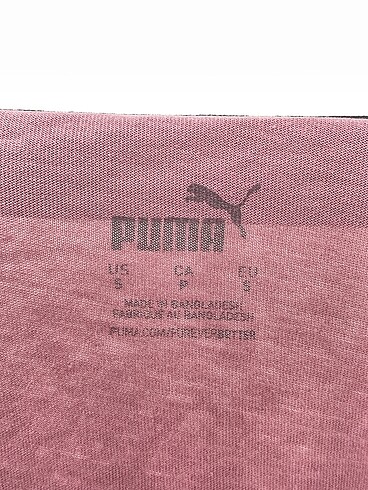 PUMA
US CA EU
S P S
MADE IN BANGLADESH
FABRIQUÉ AU BANGLADESH
PUMA.COM/FOREVERBETTER